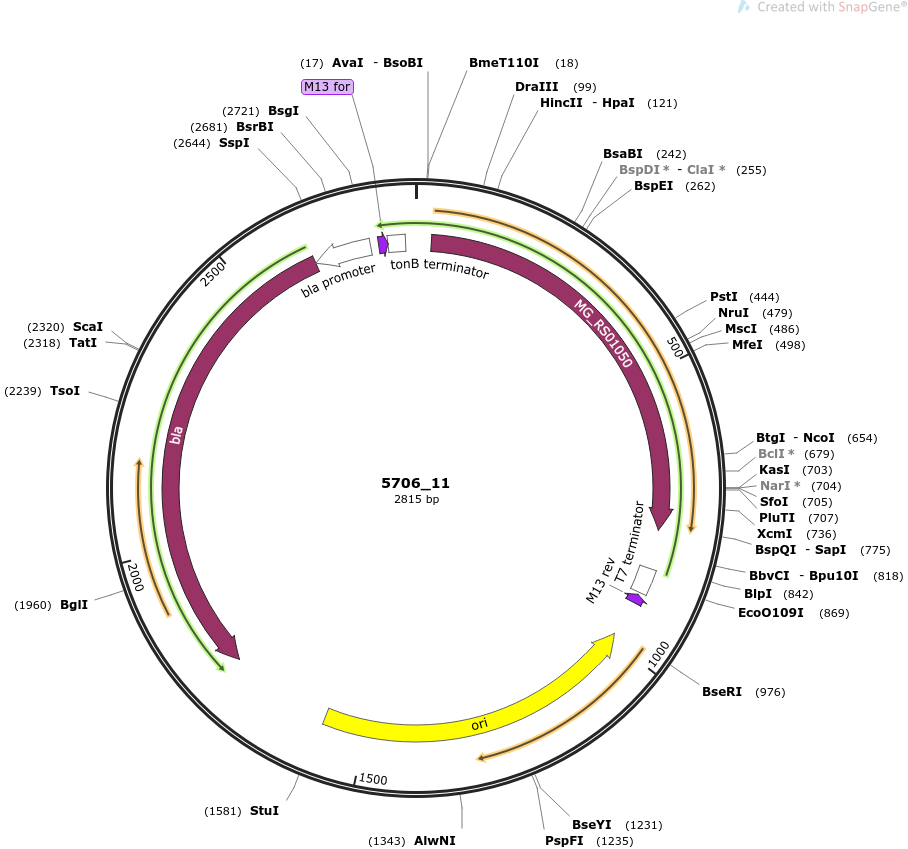 Created with SnapGene®
(17) AvaI - BsoBI
BmeT110I (18)
M13 for
DraIII (99)
HincII - HpaI (121)
(2721) BsgI
(2681) BsrBI
(2644) SspI
BsaBI (242)
BspDI * - ClaI * (255)
BspEI (262)
bla promoter
tonB terminator
2500
MG_RS01050
PstI (444)
NruI (479)
MscI (486)
MfeI (498)
500
(2320) ScaI
(2318) TatI
(2239) TsoI
bla
BtgI - NcoI (654)
BclI * (679)
KasI (703)
NarI * (704)
SfoI (705)
PluTI (707)
XcmI (736)
BspQI - SapI (775)
5706_11
2815 bp
T7 terminator
M13 rev
BbvCI - Bpu10I (818)
BlpI (842)
EcoO109I (869)
2000
(1960) BglI
1000
BseRI (976)
ori
1500
(1581) StuI
(1343) AlwNI
BseYI (1231)
PspFI (1235)